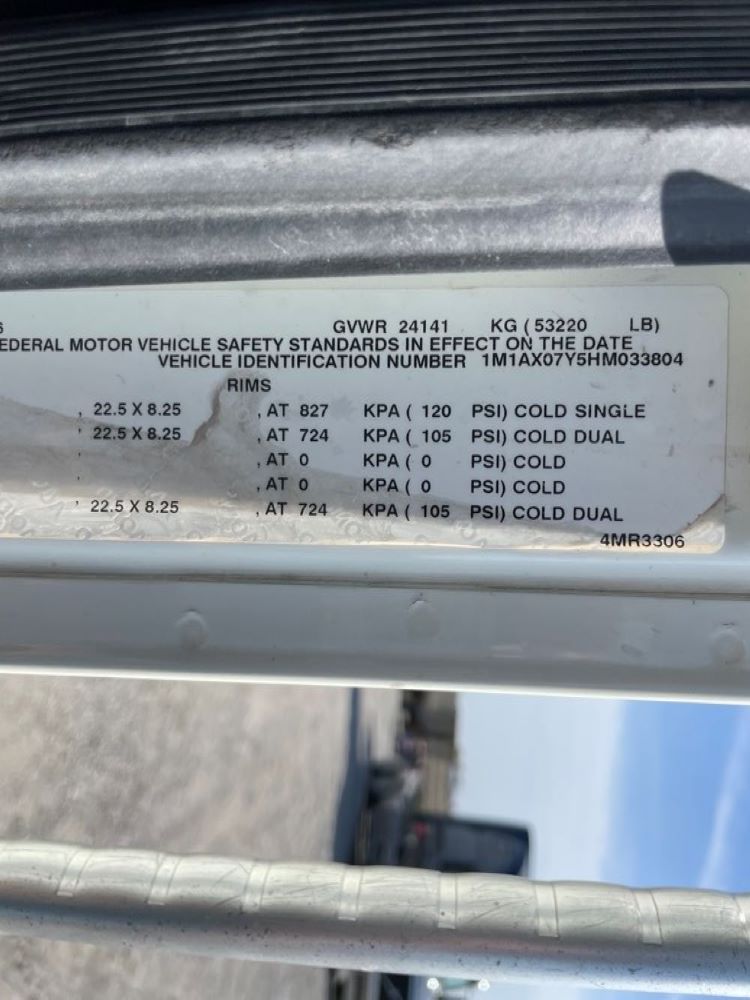 6 GVWR 24141 KG ( 53220 LB)
EDERAL MOTOR VEHICLE SAFETY STANDARDS IN EFFECT ON THE DATE
VEHICLE IDENTIFICATION NUMBER 1M1AX07Y5HM033804
RIMS
, 22.5 X 8.25 , AT 827 KPA ( 120 PSI) COLD SINGLE
, 22.5 X 8.25 , AT 724 KPA ( 105 PSI) COLD DUAL
, , AT 0 KPA ( 0 PSI) COLD
, , AT 0 KPA ( 0 PSI) COLD
, 22.5 X 8.25 , AT 724 KPA ( 105 PSI) COLD DUAL
4MR3306